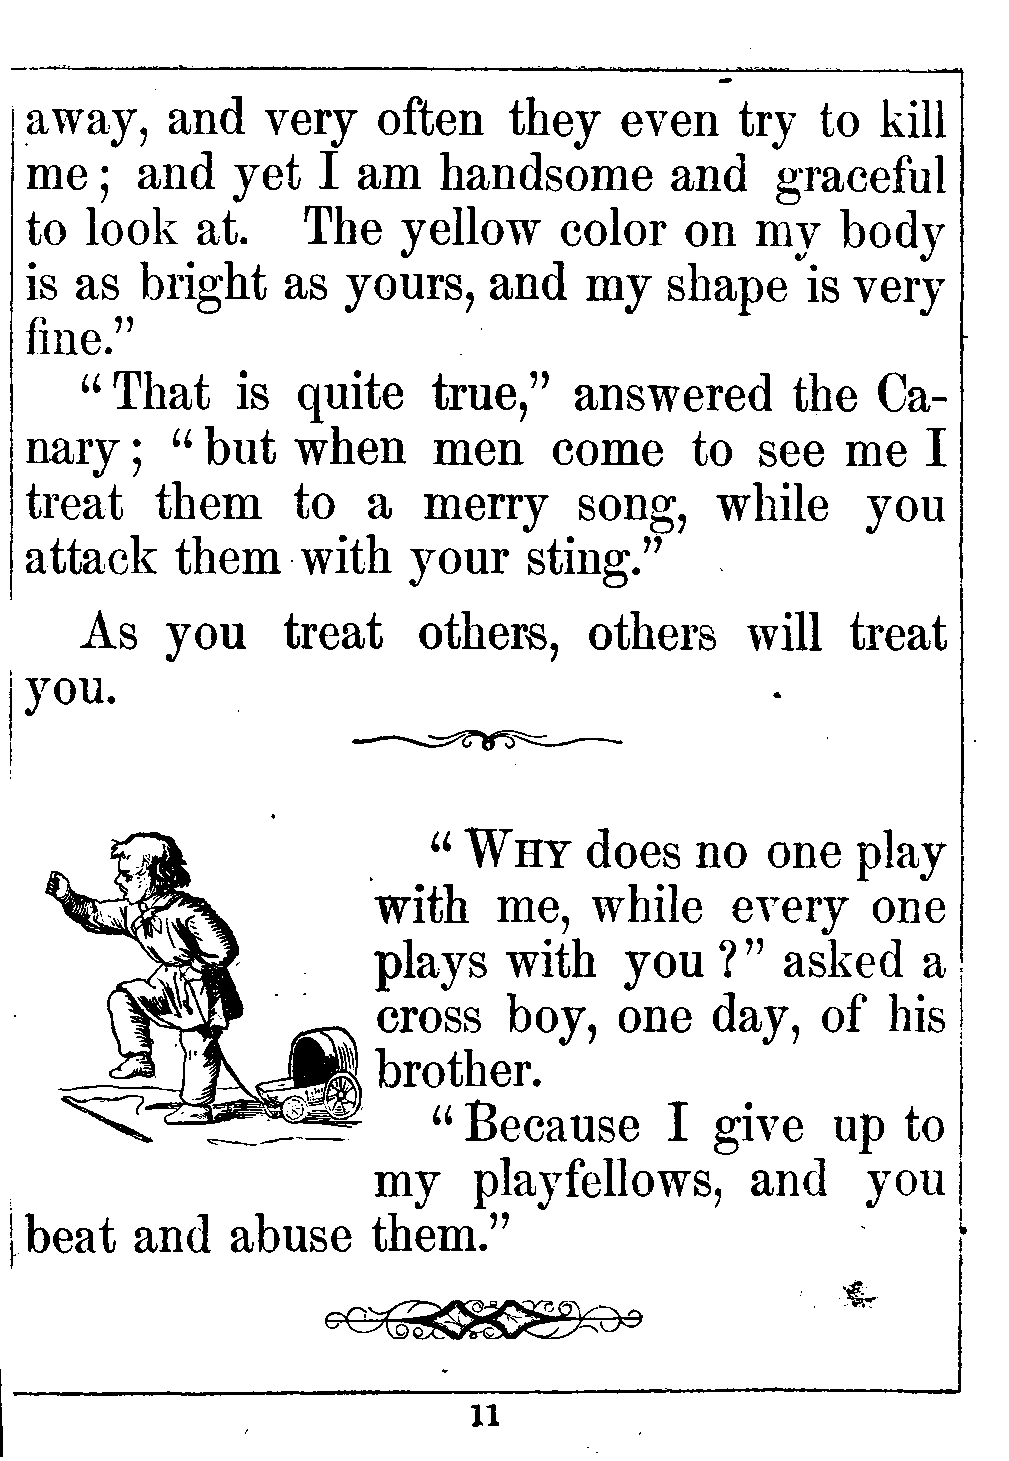 away, and very often they even try to kill
me; and yet I am handsome and graceful
to look at. The yellow color on my body
is as bright as yours, and my shape is very
fine.”
“That is quite true,” answered the Ca-
nary; “but when men come to see me I
treat them to a merry song, while you
attack them with your sting.”
As you treat others, others will treat
you.
“WHY does no one play
with me, while every one
plays with you?” asked a
cross boy, one day, of his
brother.
“Because I give up to
my playfellows, and you
beat and abuse them.”
11